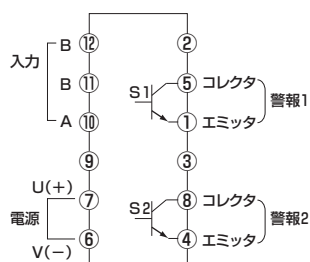 B ⑫ ②
入力 B ⑪ ⑤ コレクタ
S1 警報1
A ⑩ ① エミッタ
⑨ ③
U(+) ⑦ ⑧ コレクタ
電源 S2 警報2
V(−) ⑥ ④ エミッタ